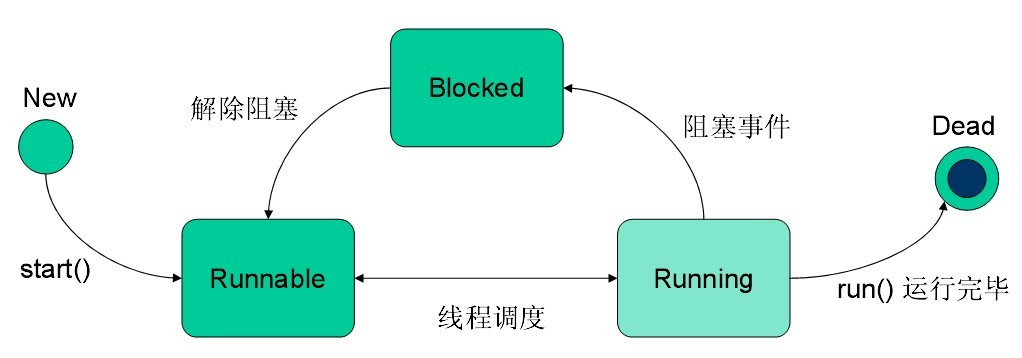 Blocked
New
解除阻塞
阻塞事件
Dead
start()
Runnable
Running
线程调度
run() 运行完毕